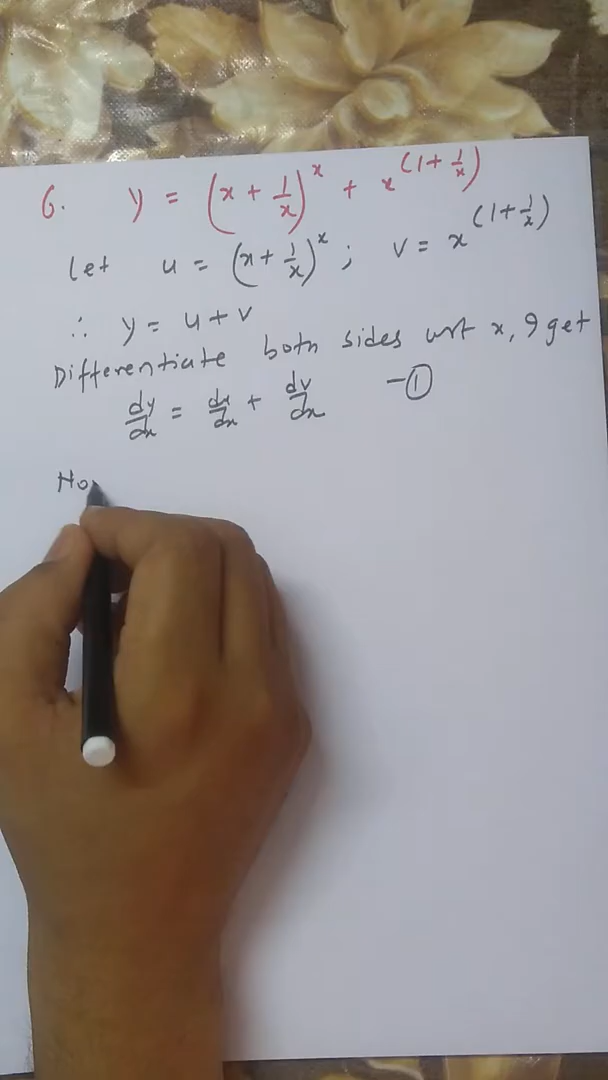 6. y = (x + 1/x)^x + x^(1 + 1/x)
Let u = (x + 1/x)^x ; v = x^(1 + 1/x)
∴ y = u + v
Differentiate both sides wrt x, I get
dy/dx = du/dx + dv/dx - ①
No